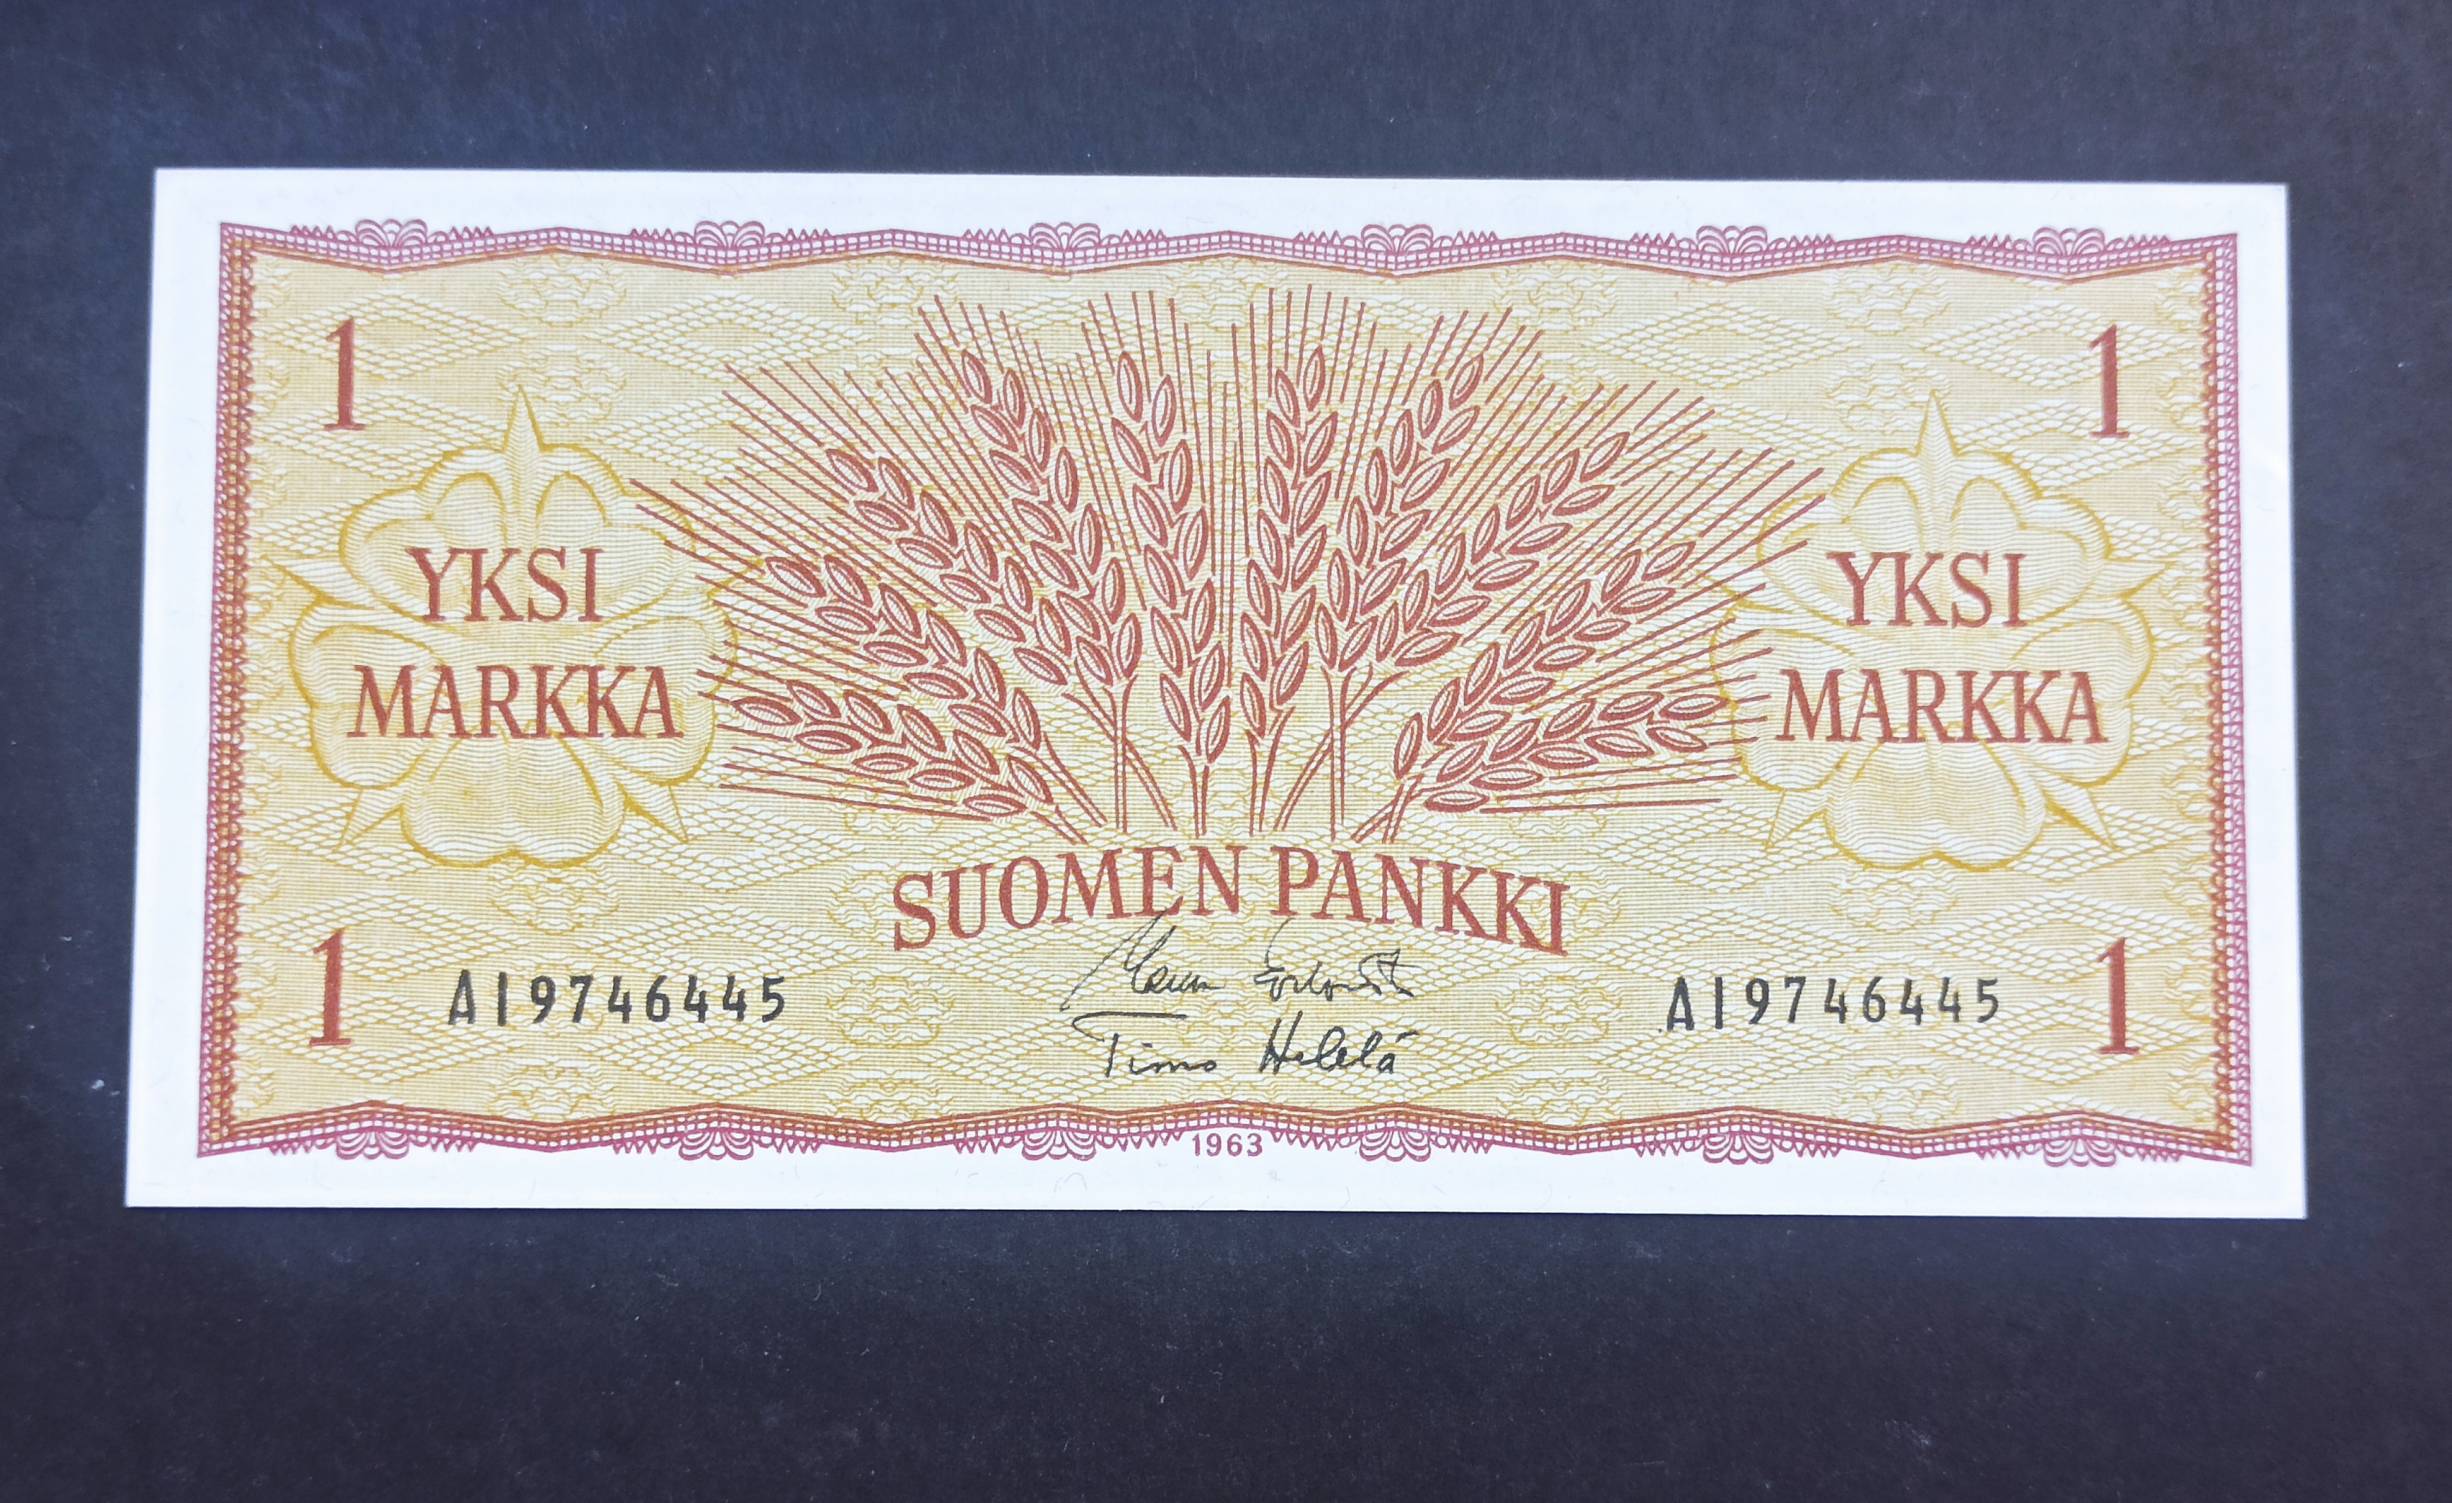 1 1
YKSI MARKKA
YKSI MARKKA
SUOMEN PANKKI
1 1
A19746445
A19746445
Timo Helelä
1963